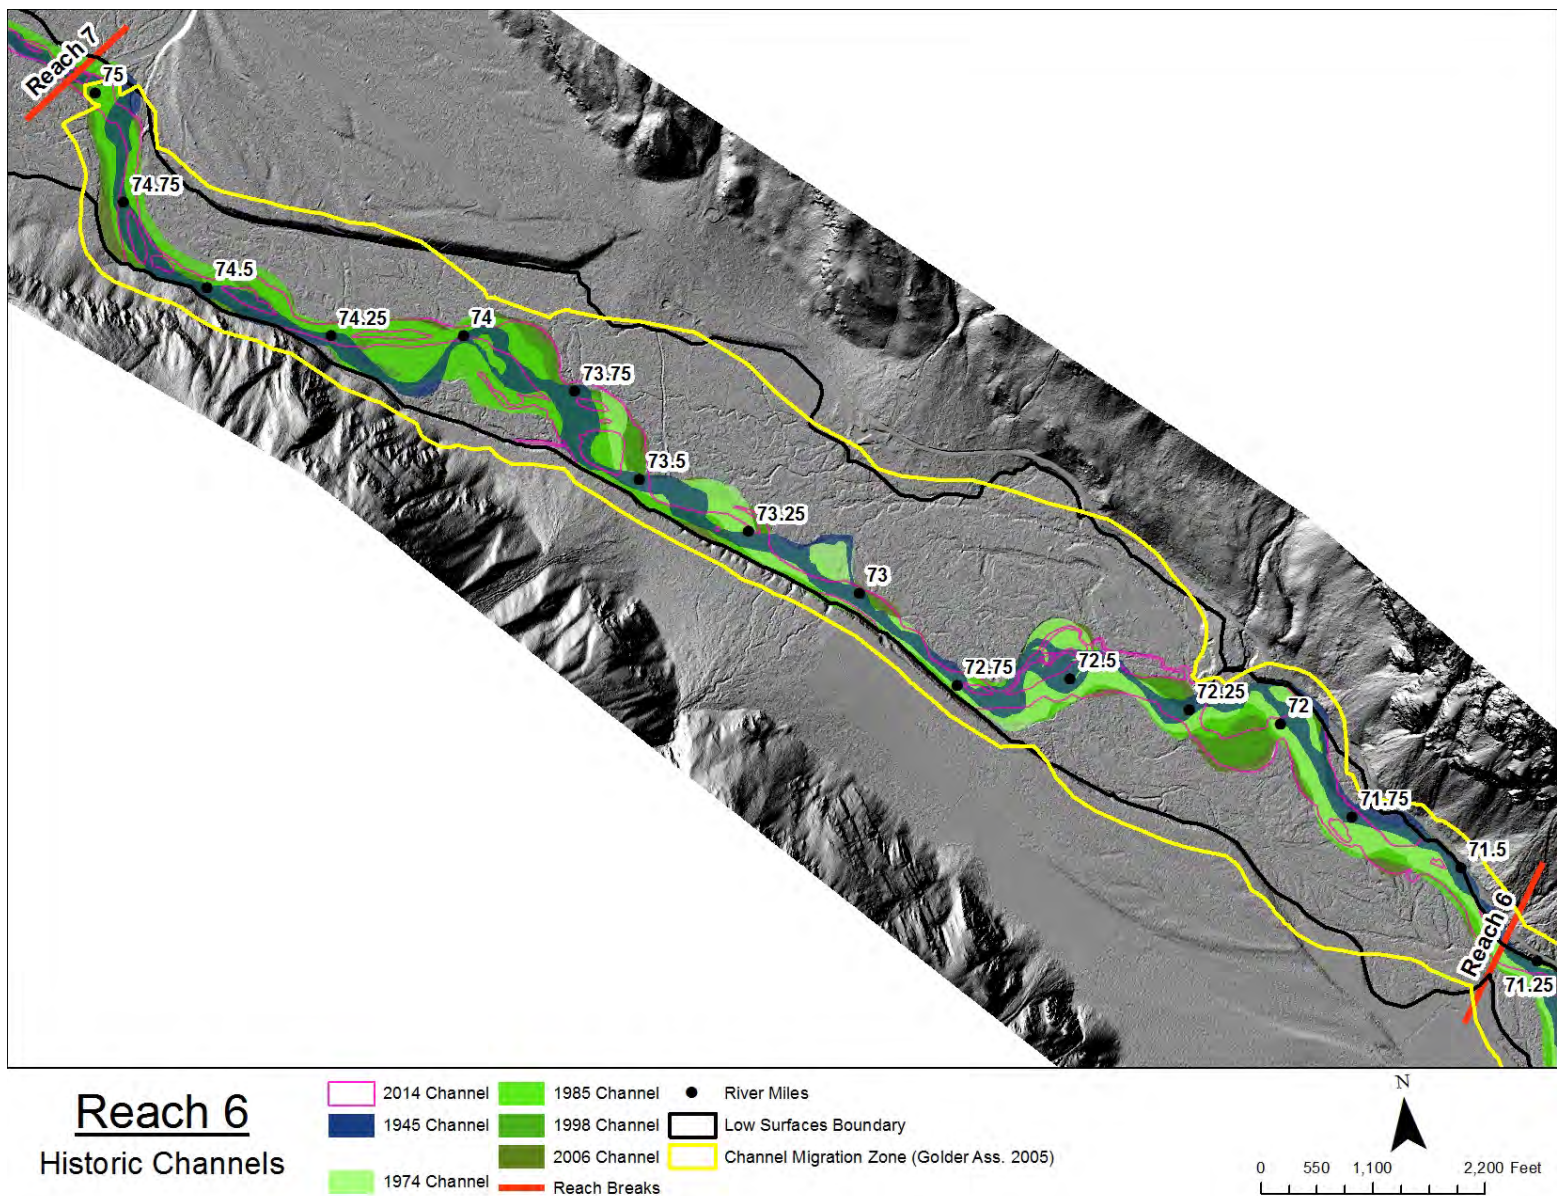 Reach 7
75
74.75
74.5
74.25
74
73.75
73.5
73.25
73
72.75
72.5
72.25
72
71.75
71.5
Reach 6
71.25
Reach 6
Historic Channels
2014 Channel
1945 Channel
1974 Channel
1985 Channel
1998 Channel
2006 Channel
Reach Breaks
River Miles
Low Surfaces Boundary
Channel Migration Zone (Golder Ass. 2005)
N
0 550 1,100 2,200 Feet